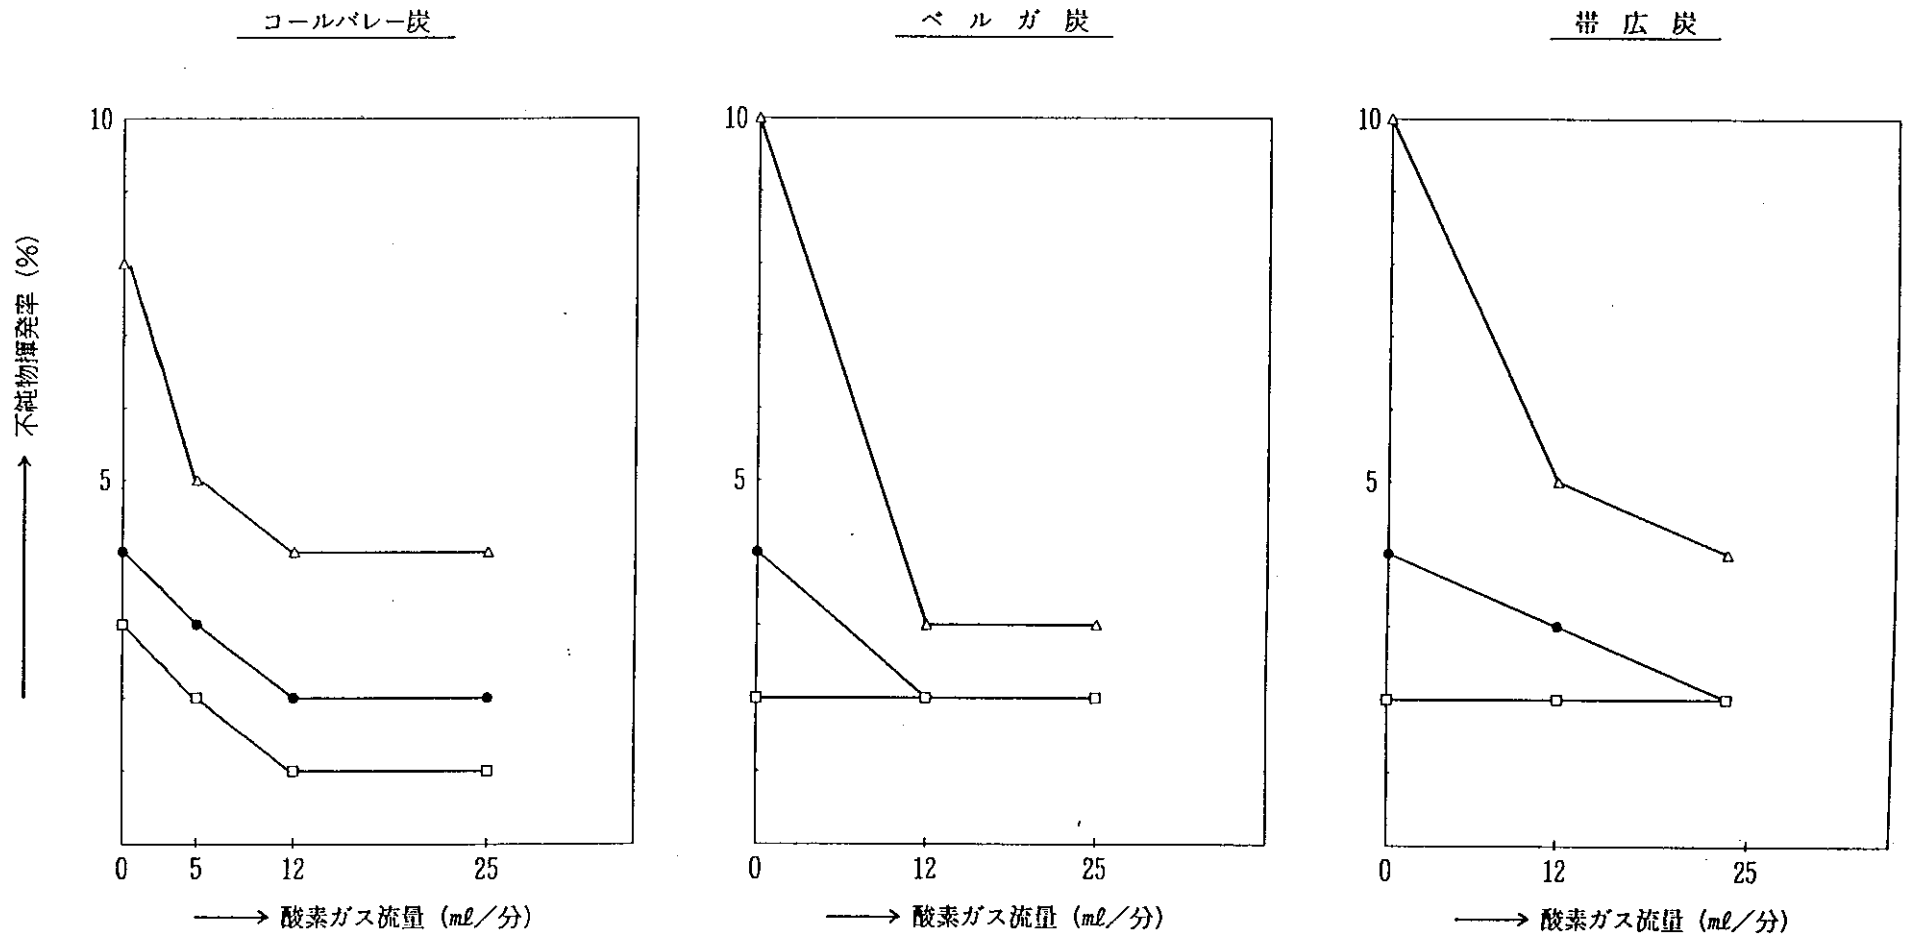 コールバレー炭
ベルガ炭
帯広炭
不純物揮発率 (%)
10
5
0 5 12 25
酸素ガス流量 (mℓ/分)
10
5
0 12 25
酸素ガス流量 (mℓ/分)
10
5
0 12 25
酸素ガス流量 (mℓ/分)